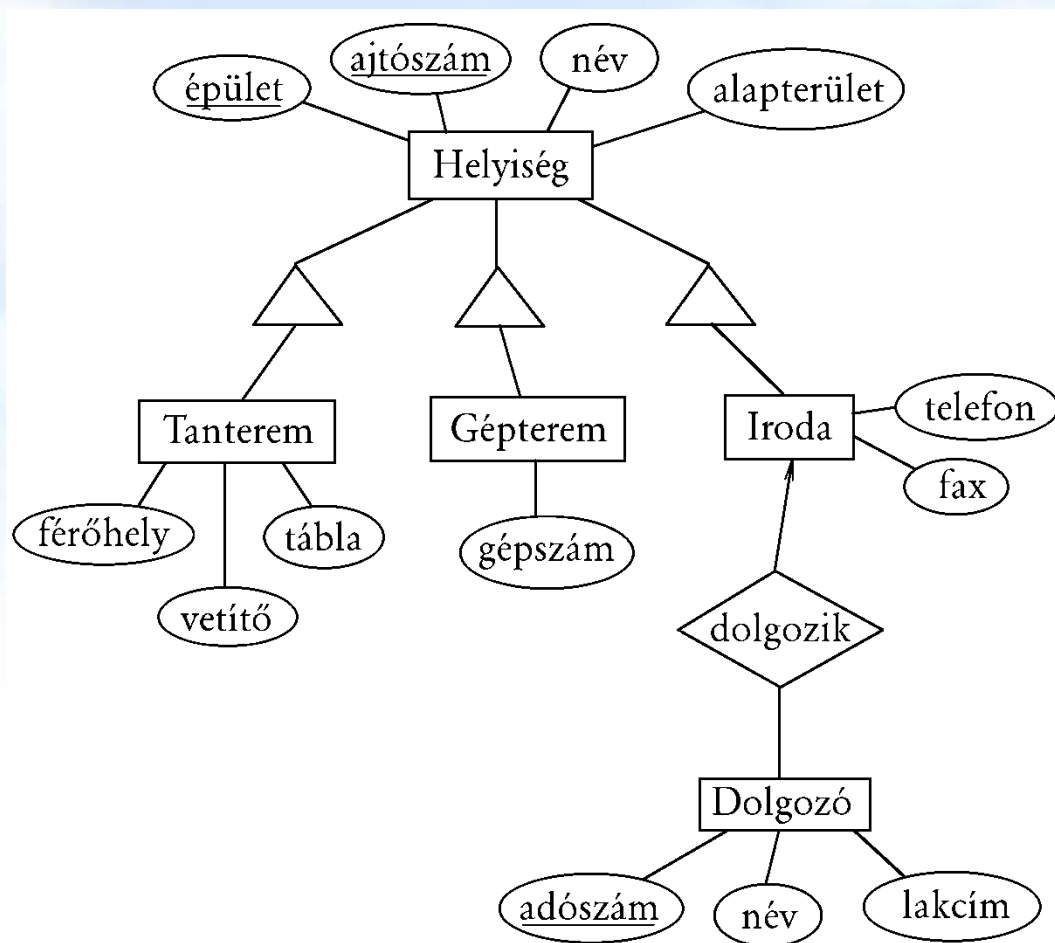 épület
ajtószám
név
alapterület
Helyiség
Tanterem
Gépterem
Iroda
telefon
fax
férőhely
vetítő
tábla
gépszám
dolgozik
Dolgozó
adószám
név
lakcím